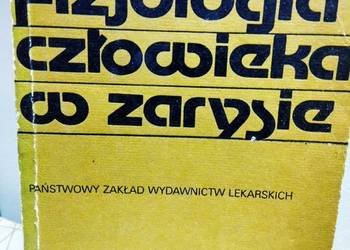 fizjologia
człowieka
w zarysie
PAŃSTWOWY ZAKŁAD WYDAWNICTW LEKARSKICH